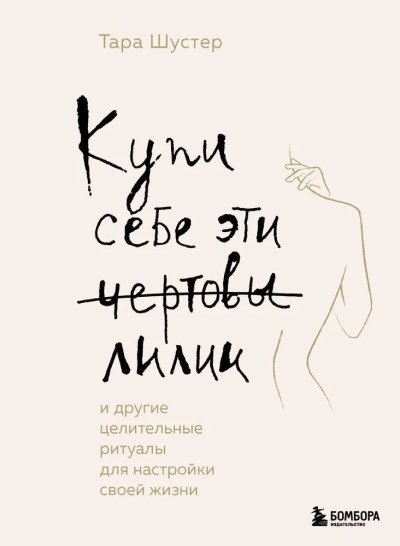 Тара Шустер
Купи
себе эти
чертовы
лилии
и другие
целительные
ритуалы
для настройки
своей жизни
БОМБОРА
ИЗДАТЕЛЬСТВО